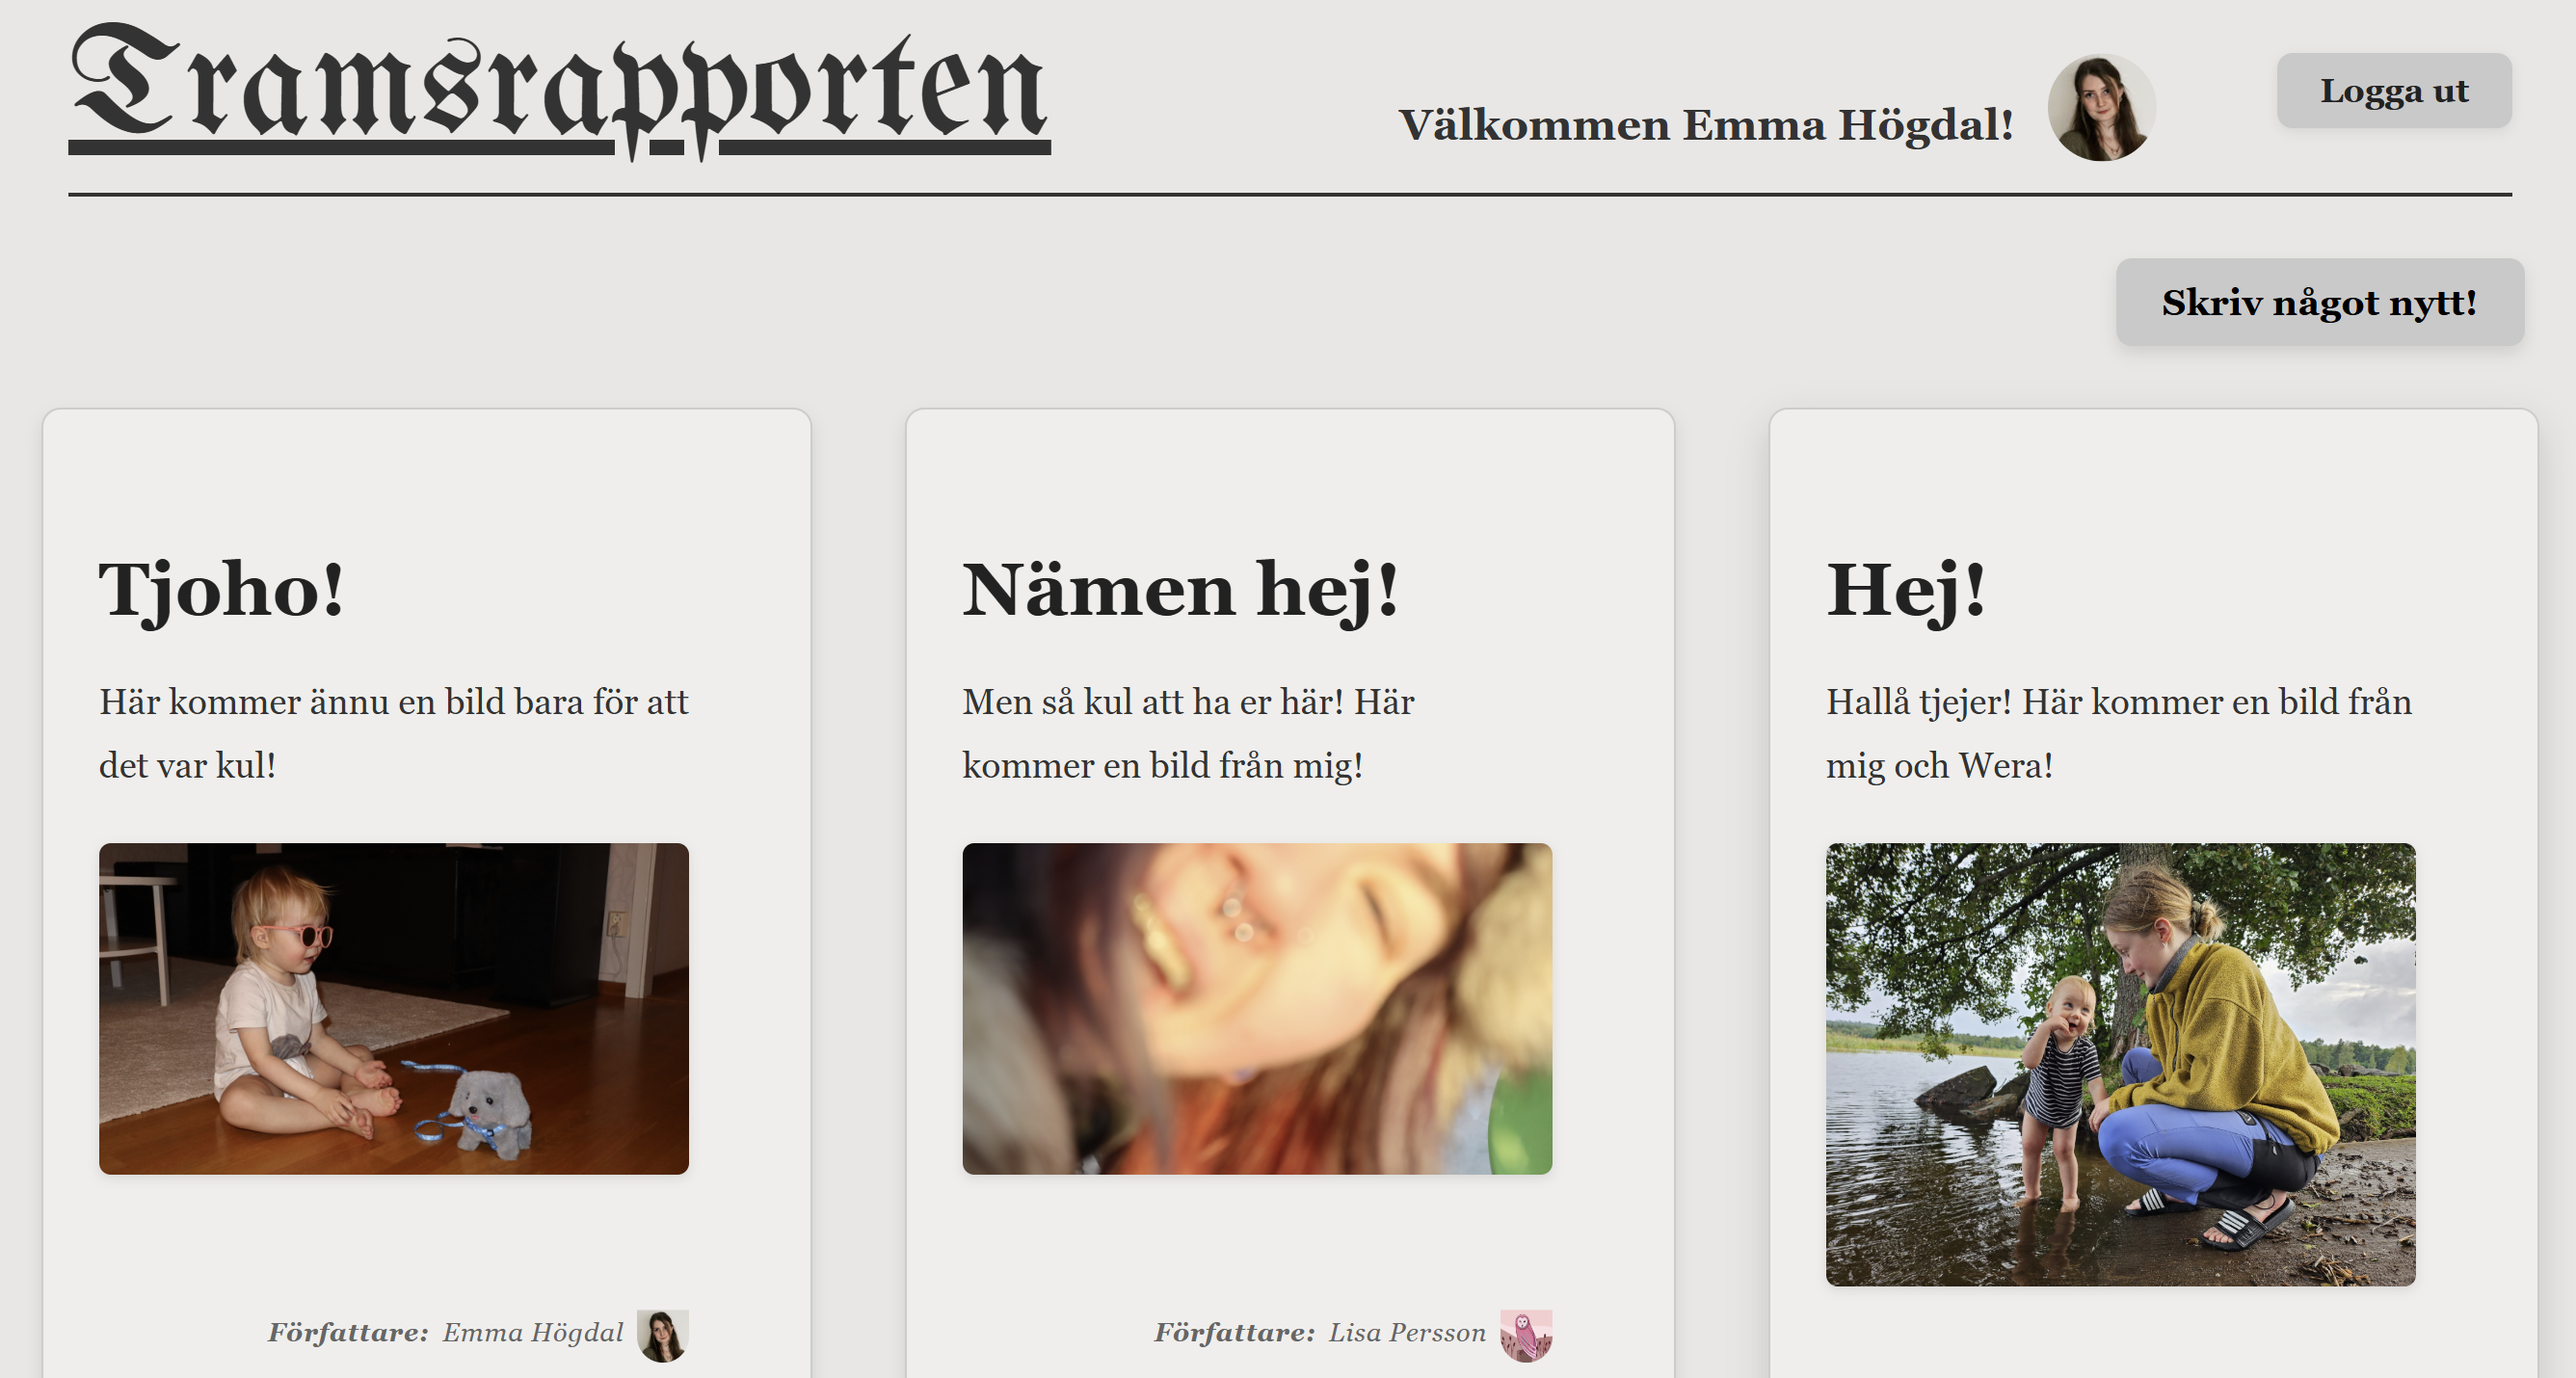 Tramsrapporten
Välkommen Emma Högdal!
Logga ut
Skriv något nytt!
Tjoho!
Här kommer ännu en bild bara för att
det var kul!
Författare: Emma Högdal
Nämen hej!
Men så kul att ha er här! Här
kommer en bild från mig!
Författare: Lisa Persson
Hej!
Hallå tjejer! Här kommer en bild från
mig och Wera!